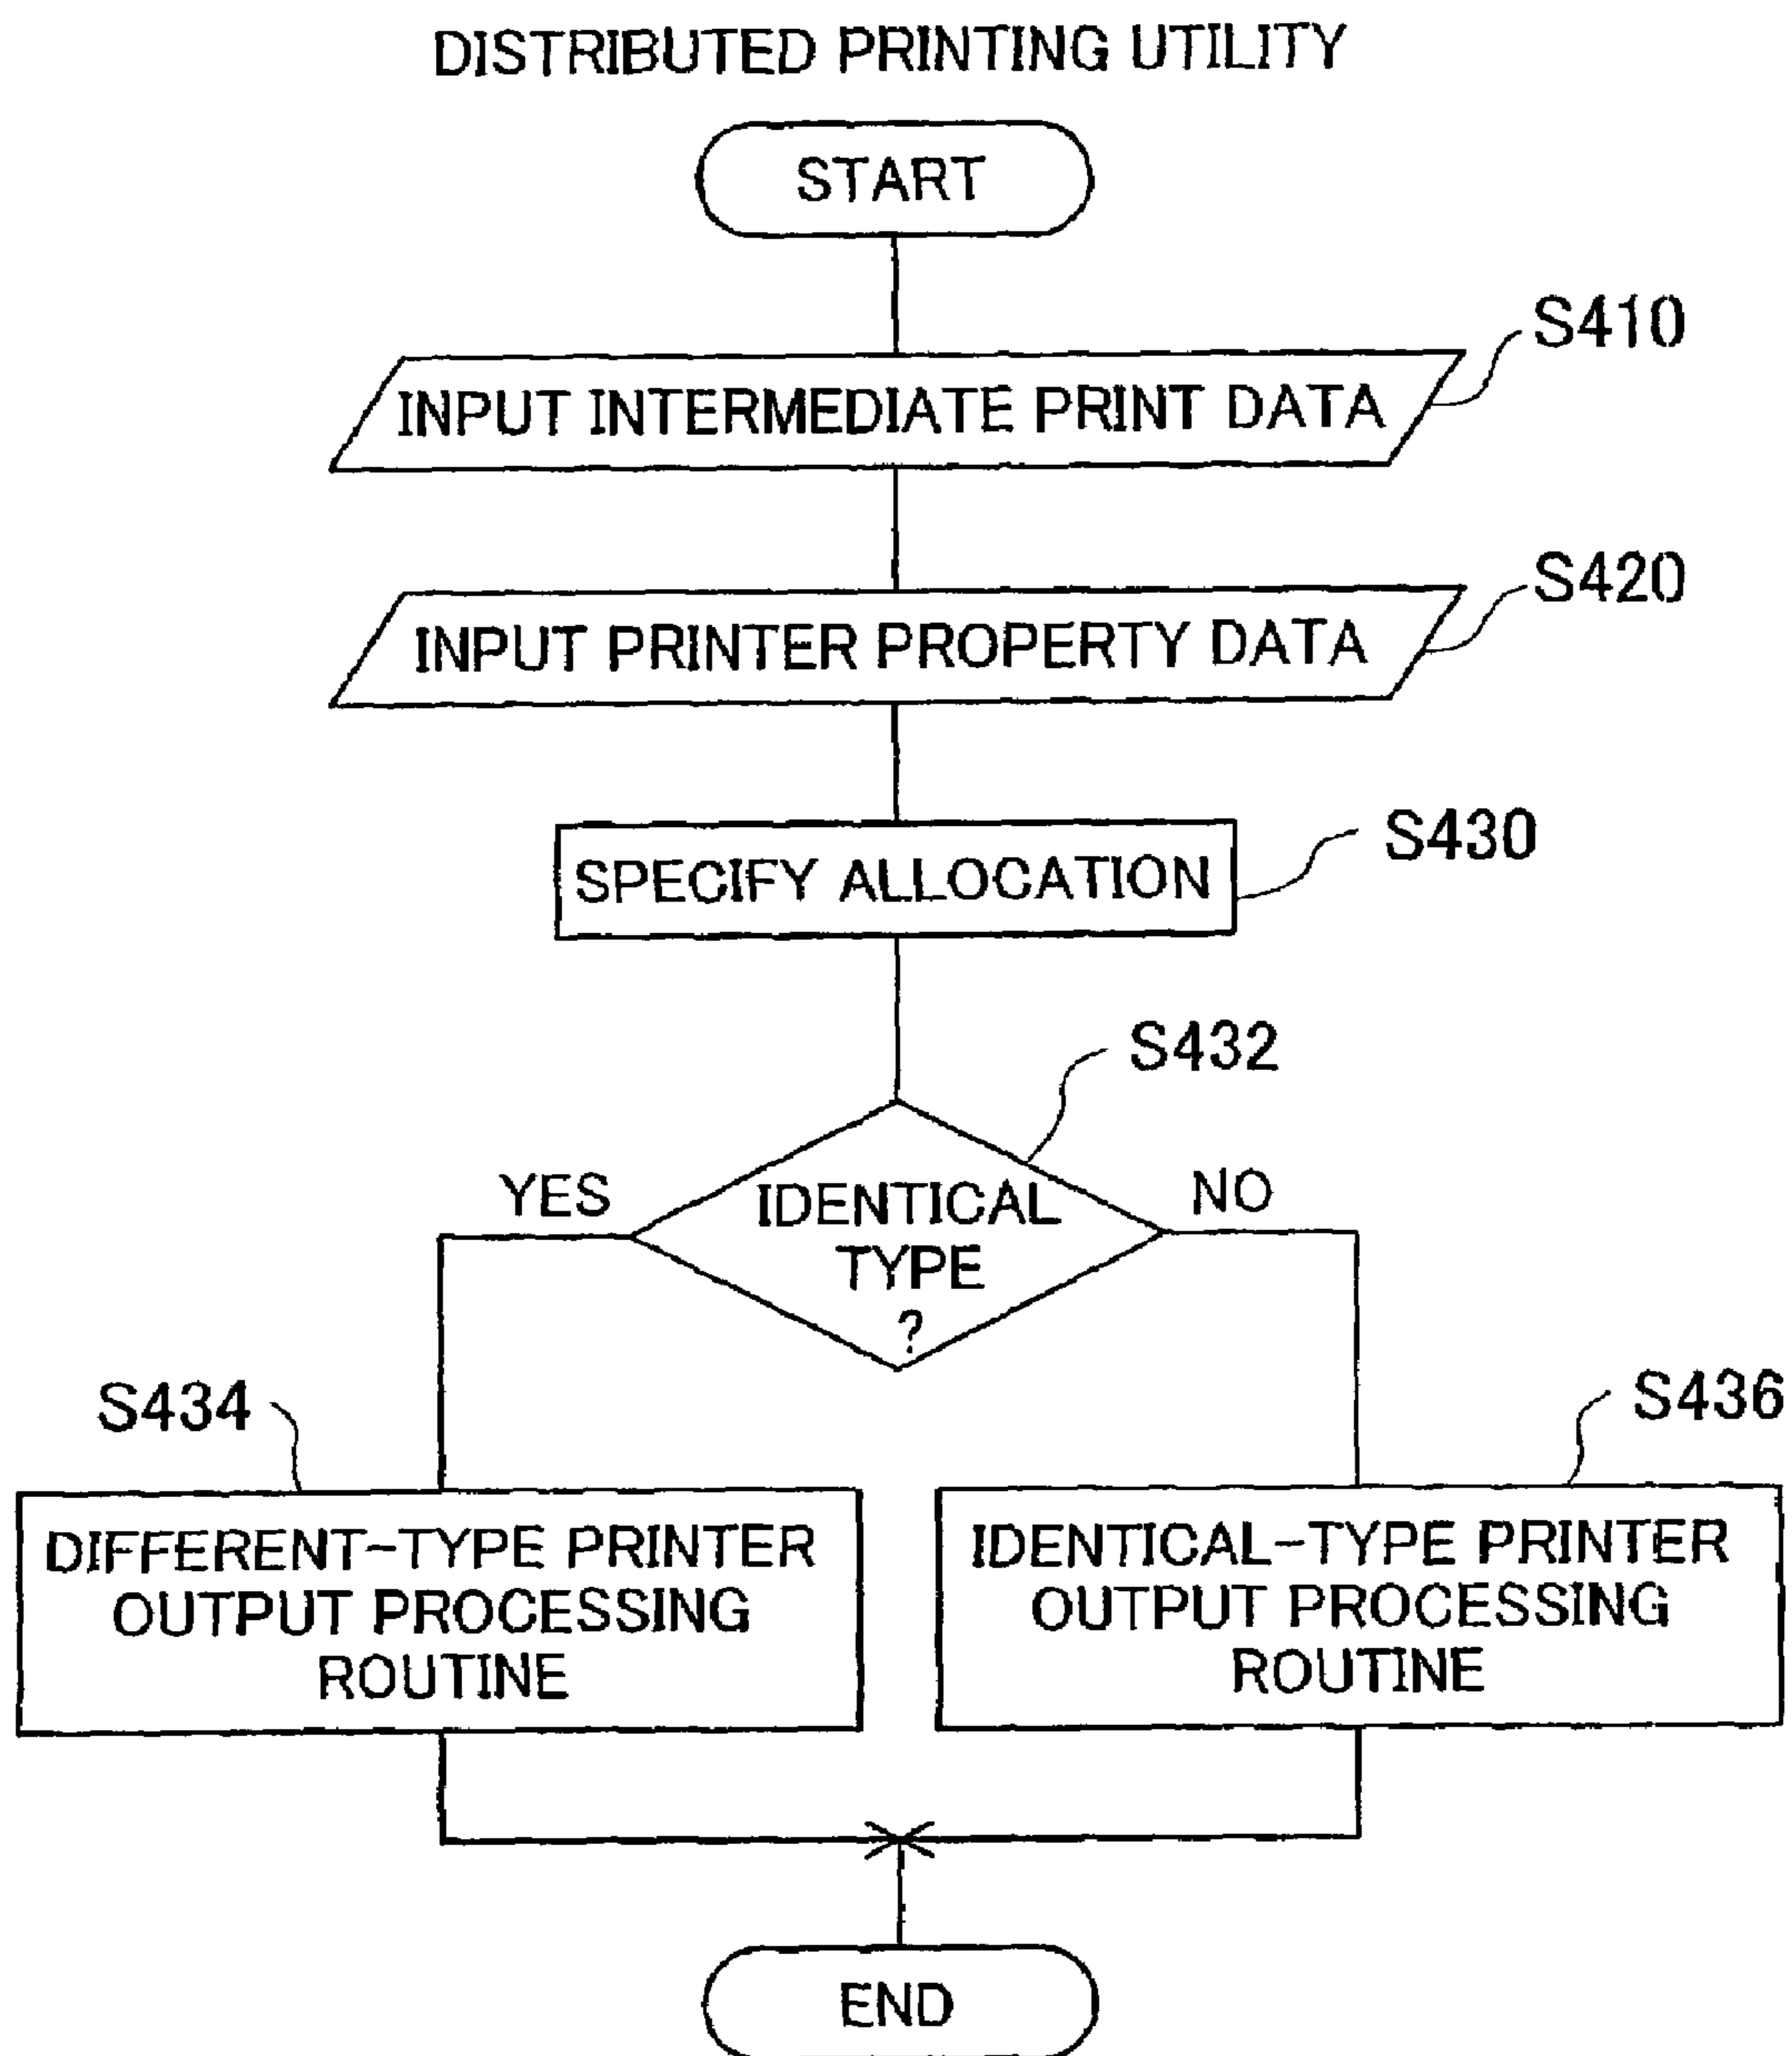 DISTRIBUTED PRINTING UTILITY
START
S410
INPUT INTERMEDIATE PRINT DATA
S420
INPUT PRINTER PROPERTY DATA
S430
SPECIFY ALLOCATION
S432
YES
IDENTICAL
TYPE
?
NO
S434
DIFFERENT-TYPE PRINTER
OUTPUT PROCESSING
ROUTINE
S436
IDENTICAL-TYPE PRINTER
OUTPUT PROCESSING
ROUTINE
END